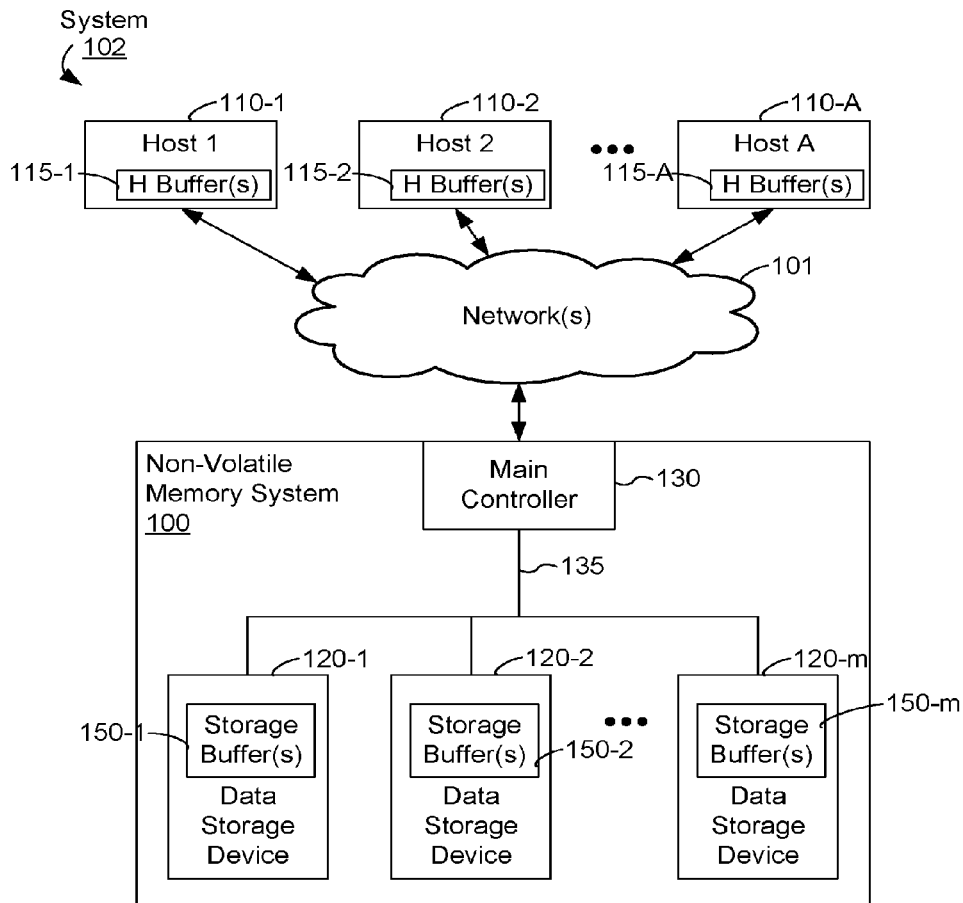 System
102
110-1
110-2
110-A
Host 1
Host 2
Host A
115-1
H Buffer(s)
115-2
H Buffer(s)
115-A
H Buffer(s)
101
Network(s)
Non-Volatile
Memory System
100
Main
Controller
130
135
120-1
120-2
120-m
150-1
Storage
Buffer(s)
Storage
Buffer(s)
150-2
Storage
Buffer(s)
150-m
Data
Storage
Device
Data
Storage
Device
Data
Storage
Device